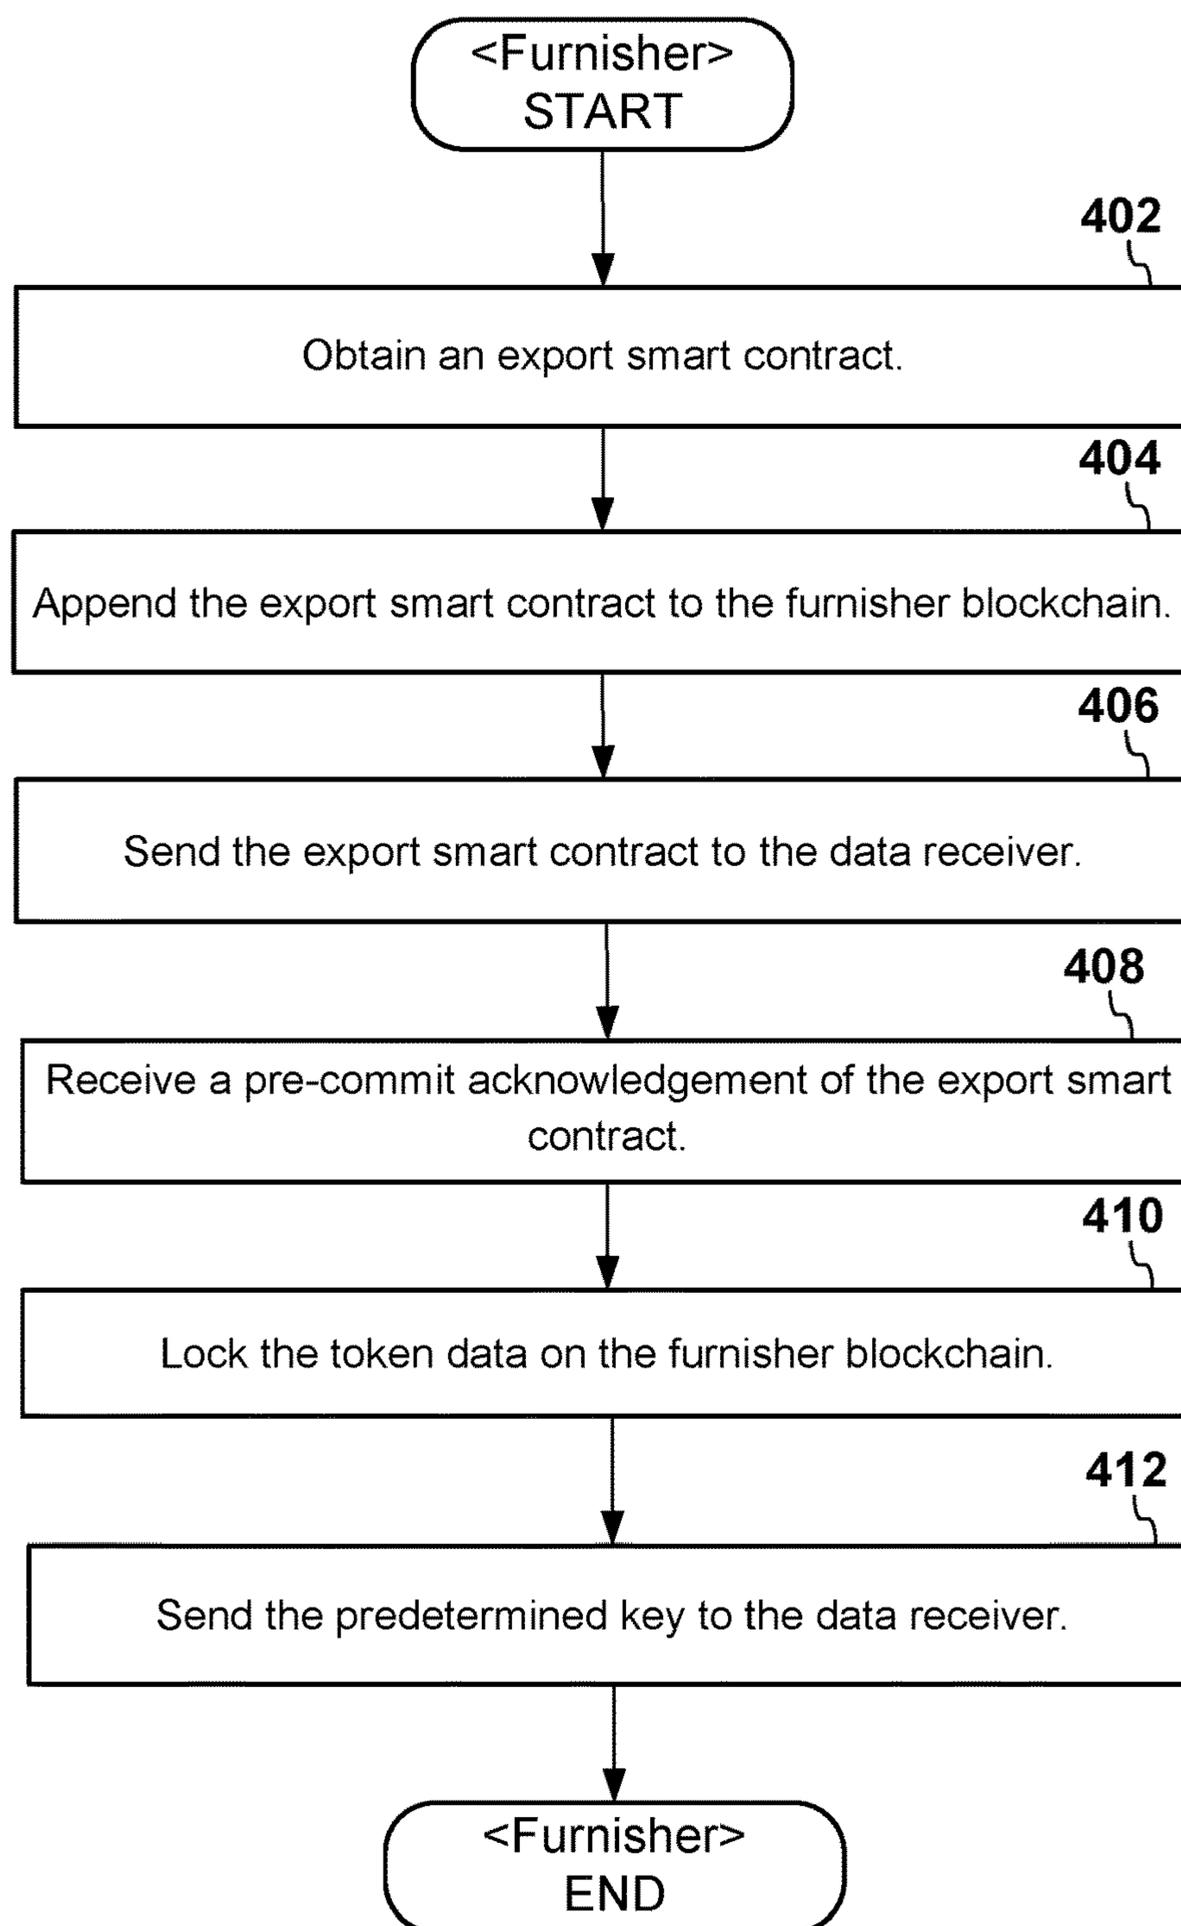 <Furnisher>
START
402
Obtain an export smart contract.
404
Append the export smart contract to the furnisher blockchain.
406
Send the export smart contract to the data receiver.
408
Receive a pre-commit acknowledgement of the export smart
contract.
410
Lock the token data on the furnisher blockchain.
412
Send the predetermined key to the data receiver.
<Furnisher>
END